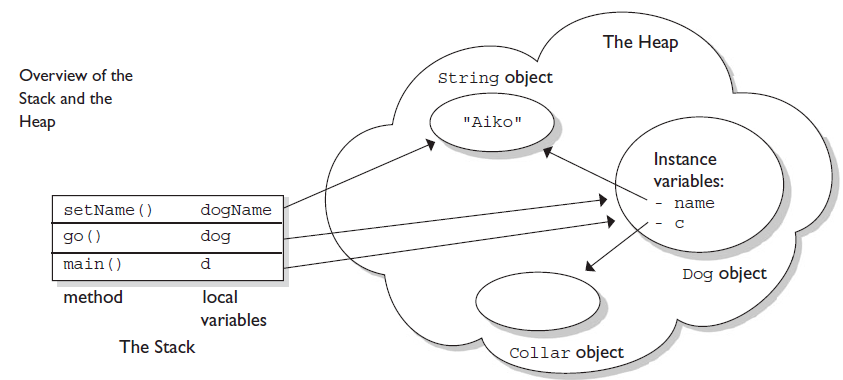 Overview of the
Stack and the
Heap
The Heap
String object
"Aiko"
Instance
variables:
- name
- c
Dog object
Collar object
setName() dogName
go() dog
main() d
method local
variables
The Stack